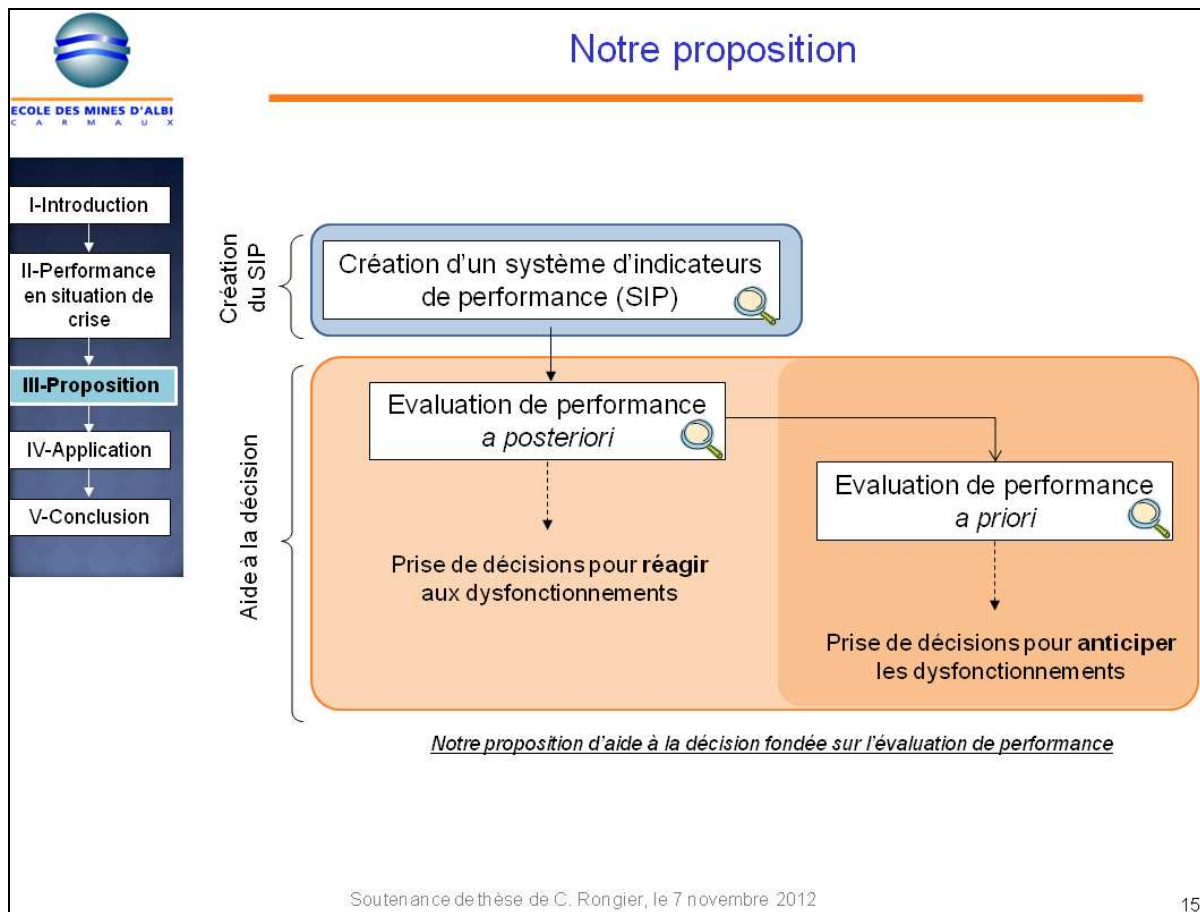 Notre proposition
ECOLE DES MINES D'ALBI
CARMAUX
I-Introduction
II-Performance
en situation de
crise
III-Proposition
IV-Application
V-Conclusion
Création
du SIP
Création d'un système d'indicateurs
de performance (SIP)
Aide à la décision
Evaluation de performance
a posteriori
Evaluation de performance
a priori
Prise de décisions pour réagir
aux dysfonctionnements
Prise de décisions pour anticiper
les dysfonctionnements
Notre proposition d'aide à la décision fondée sur l'évaluation de performance
Soutenance de thèse de C. Rongier, le 7 novembre 2012
15